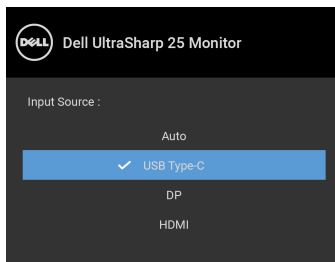 DELL
Dell UltraSharp 25 Monitor
Input Source :
Auto
USB Type-C
DP
HDMI